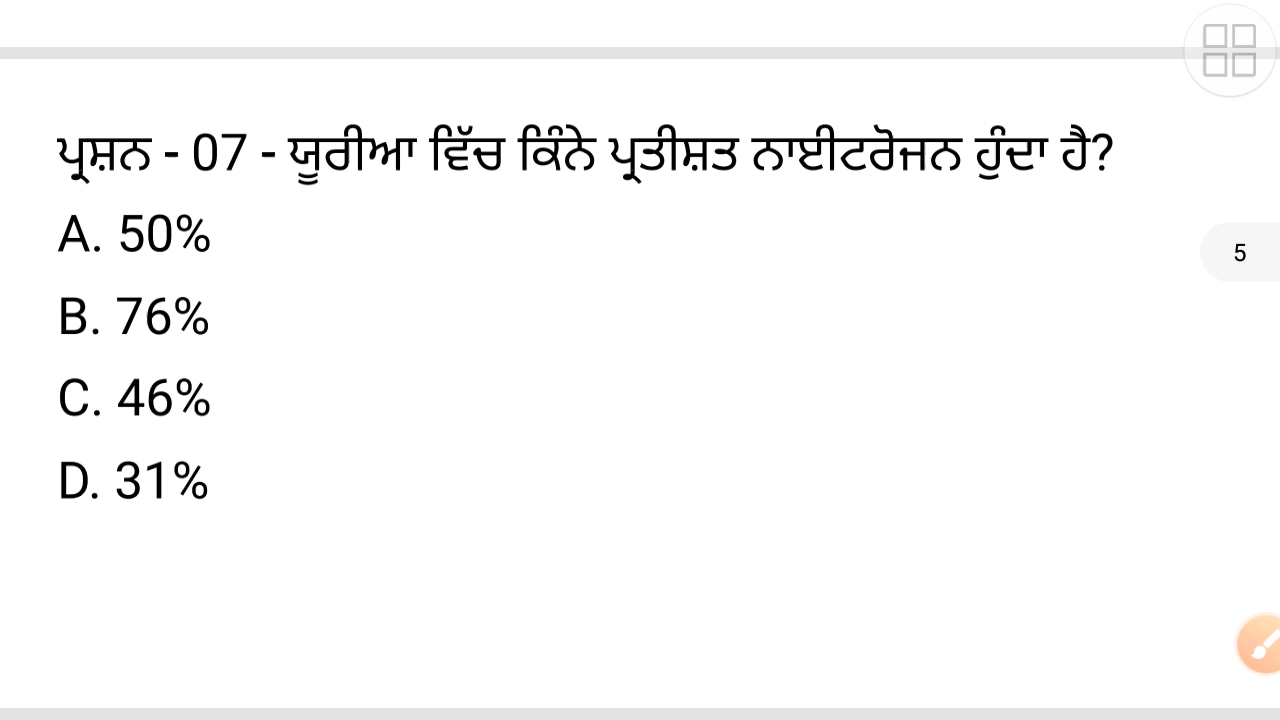 ਪ੍ਰਸ਼ਨ - 07 - ਯੂਰੀਆ ਵਿੱਚ ਕਿੰਨੇ ਪ੍ਰਤੀਸ਼ਤ ਨਾਈਟਰੋਜਨ ਹੁੰਦਾ ਹੈ?
A. 50%
5
B. 76%
C. 46%
D. 31%